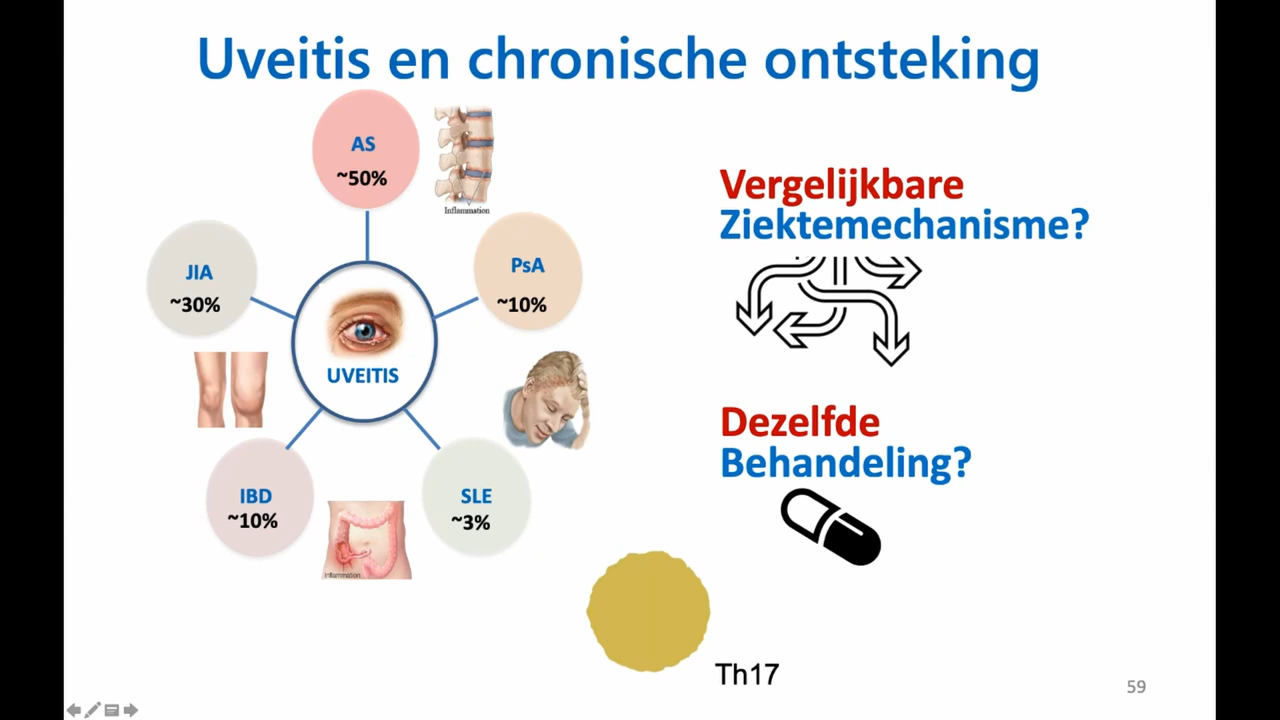 Uveitis en chronische ontsteking
AS
~50%
Inflammation
JIA
~30%
PsA
~10%
UVEITIS
IBD
~10%
Inflammation
SLE
~3%
Vergelijkbare
Ziektemechanisme?
Dezelfde
Behandeling?
Th17
59